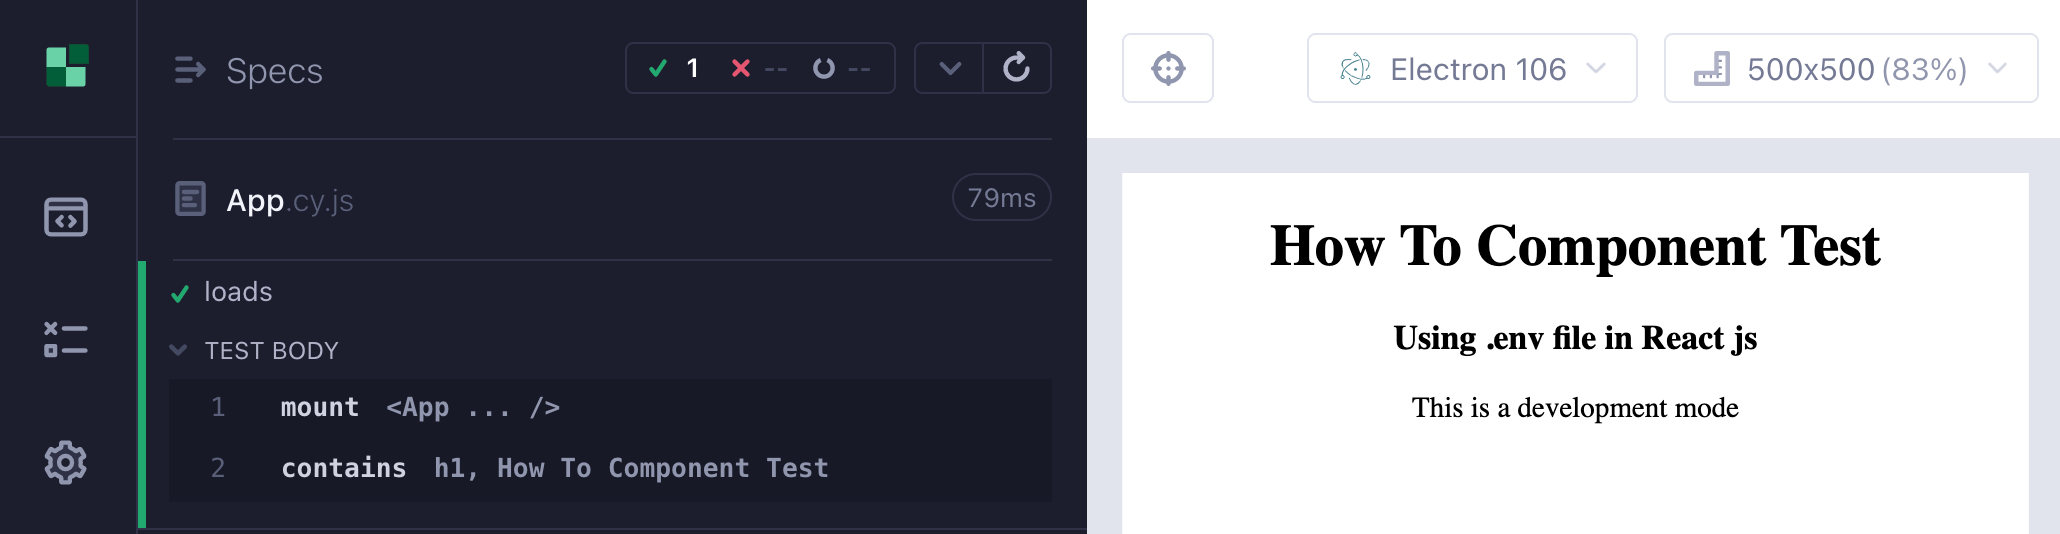 Specs
1 -- --
App.cy.js
79ms
loads
TEST BODY
1 mount <App ... />
2 contains h1, How To Component Test
Electron 106
500x500 (83%)
How To Component Test
Using .env file in React js
This is a development mode